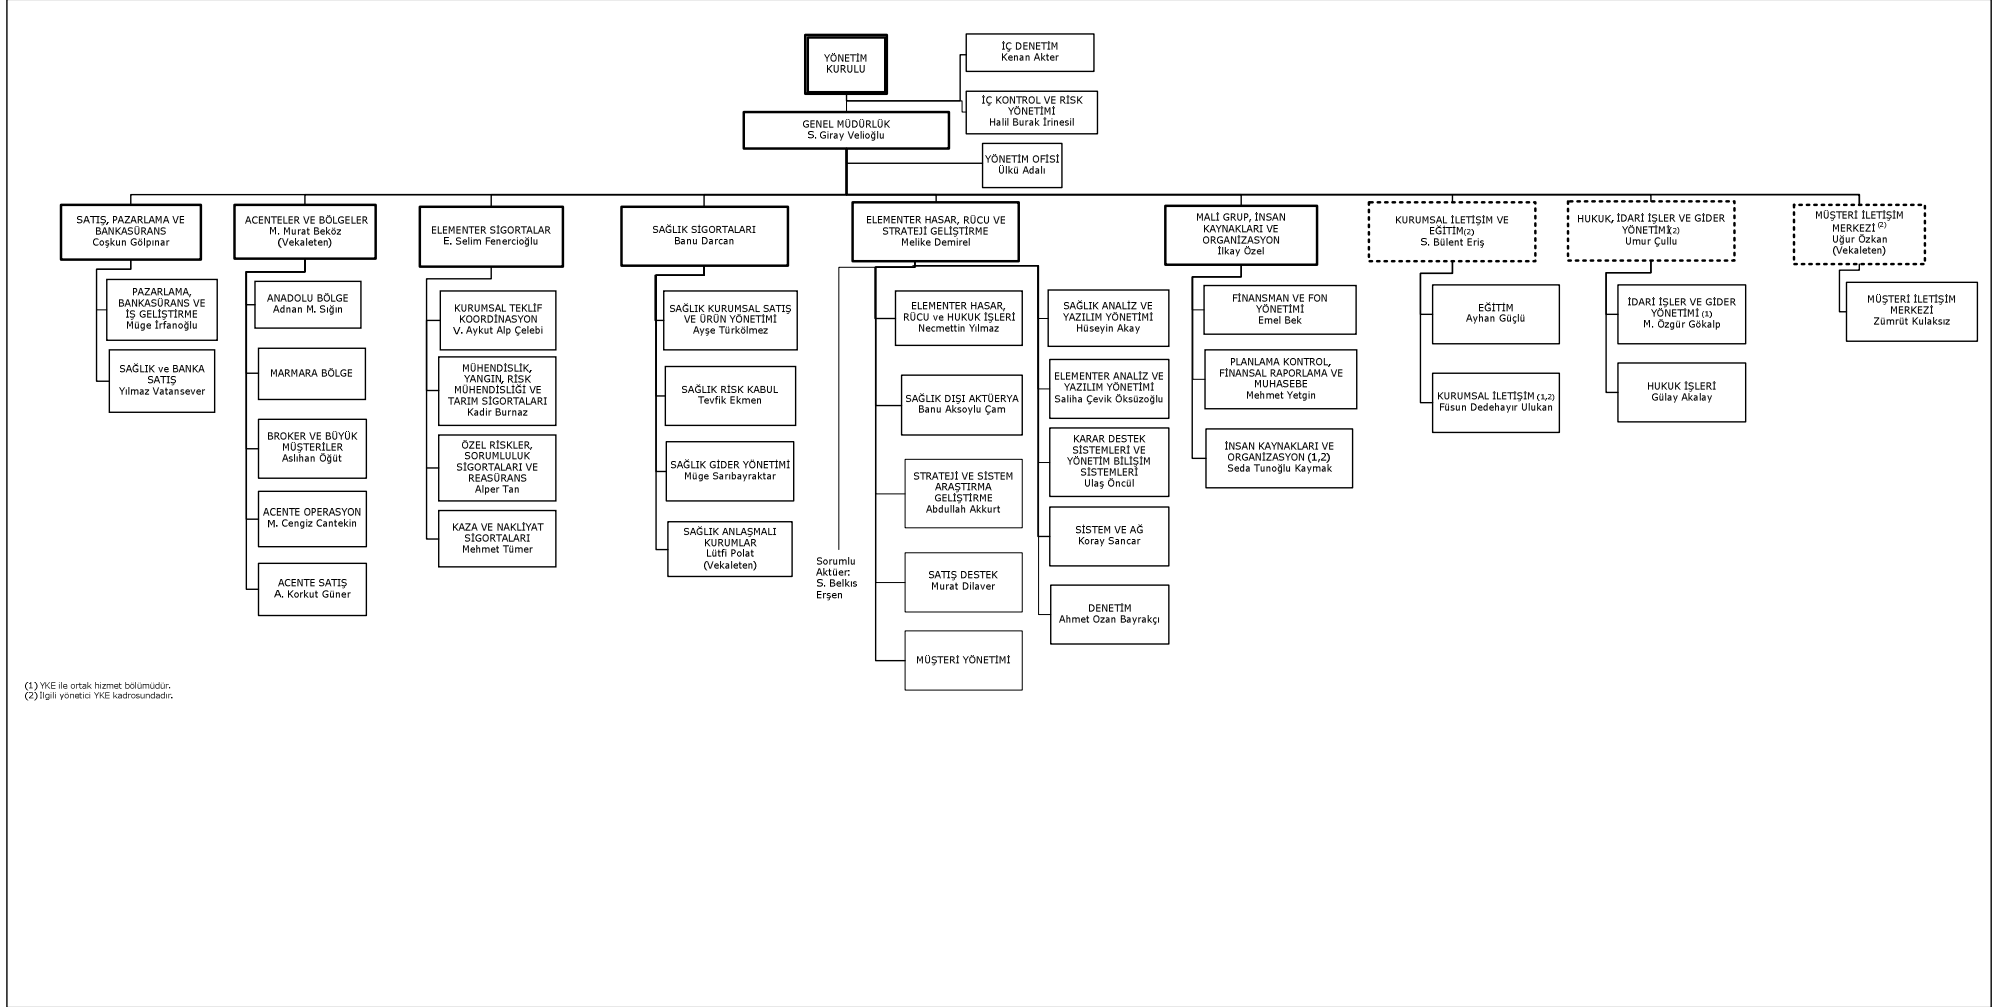 YÖNETİM
KURULU
İÇ DENETİM
Kenan Akter
İÇ KONTROL VE RİSK
YÖNETİMİ
Halil Burak İrinesil
GENEL MÜDÜRLÜK
S. Giray Velioğlu
YÖNETİM OFİSİ
Ülkü Adalı
SATIŞ, PAZARLAMA VE
BANKASÜRANS
Coşkun Gölpınar
PAZARLAMA,
BANKASÜRANS VE
İŞ GELİŞTİRME
Müge İrfanoğlu
SAĞLIK ve BANKA
SATIŞ
Yılmaz Vatansever
ACENTELER VE BÖLGELER
M. Murat Beköz
(Vekaleten)
ANADOLU BÖLGE
Adnan M. Sığın
MARMARA BÖLGE
BROKER VE BÜYÜK
MÜŞTERİLER
Aslıhan Öğüt
ACENTE OPERASYON
M. Cengiz Cantekin
ACENTE SATIŞ
A. Korkut Güner
ELEMENTER SİGORTALAR
E. Selim Fenercioğlu
KURUMSAL TEKLİF
KOORDİNASYON
V. Aykut Alp Çelebi
MÜHENDİSLİK,
YANGIN, RİSK
MÜHENDİSLİĞİ VE
TARIM SİGORTALARI
Kadir Burnaz
ÖZEL RİSKLER,
SORUMLULUK
SİGORTALARI VE
REASÜRANS
Alper Tan
KAZA VE NAKLİYAT
SİGORTALARI
Mehmet Tümer
SAĞLIK SİGORTALARI
Banu Darcan
SAĞLIK KURUMSAL SATIŞ
VE ÜRÜN YÖNETİMİ
Ayşe Türkölmez
SAĞLIK RİSK KABUL
Tevfik Ekmen
SAĞLIK GİDER YÖNETİMİ
Müge Sarıbayraktar
SAĞLIK ANLAŞMALI
KURUMLAR
Lütfi Polat
(Vekaleten)
ELEMENTER HASAR, RÜCU VE
STRATEJİ GELİŞTİRME
Melike Demirel
Sorumlu
Aktüer:
S. Belkıs
Erşen
ELEMENTER HASAR,
RÜCU ve HUKUK İŞLERİ
Necmettin Yılmaz
SAĞLIK DIŞI AKTÜERYA
Banu Aksoylu Çam
STRATEJİ VE SİSTEM
ARAŞTIRMA
GELİŞTİRME
Abdullah Akkurt
SATIŞ DESTEK
Murat Dilaver
MÜŞTERİ YÖNETİMİ
SAĞLIK ANALİZ VE
YAZILIM YÖNETİMİ
Hüseyin Akay
ELEMENTER ANALİZ VE
YAZILIM YÖNETİMİ
Saliha Çevik Öksüzoğlu
KARAR DESTEK
SİSTEMLERİ VE
YÖNETİM BİLİŞİM
SİSTEMLERİ
Ulaş Öncül
SİSTEM VE AĞ
Koray Sancar
DENETİM
Ahmet Ozan Bayrakçı
MALİ GRUP, İNSAN
KAYNAKLARI VE
ORGANİZASYON
İlkay Özel
FİNANSMAN VE FON
YÖNETİMİ
Emel Bek
PLANLAMA KONTROL,
FİNANSAL RAPORLAMA VE
MUHASEBE
Mehmet Yetgin
İNSAN KAYNAKLARI VE
ORGANİZASYON (1,2)
Seda Tunoğlu Kaymak
KURUMSAL İLETİŞİM VE
EĞİTİM(2)
S. Bülent Eriş
EĞİTİM
Ayhan Güçlü
KURUMSAL İLETİŞİM (1,2)
Füsun Dedehayır Ulukan
HUKUK, İDARİ İŞLER VE GİDER
YÖNETİMİ(2)
Umur Çullu
İDARİ İŞLER VE GİDER
YÖNETİMİ (1)
M. Özgür Gökalp
HUKUK İŞLERİ
Gülay Akalay
MÜŞTERİ İLETİŞİM
MERKEZİ (2)
Uğur Özkan
(Vekaleten)
MÜŞTERİ İLETİŞİM
MERKEZİ
Zümrüt Kulaksız
(1) YKE ile ortak hizmet bölümüdür.
(2) İlgili yönetici YKE kadrosundadır.